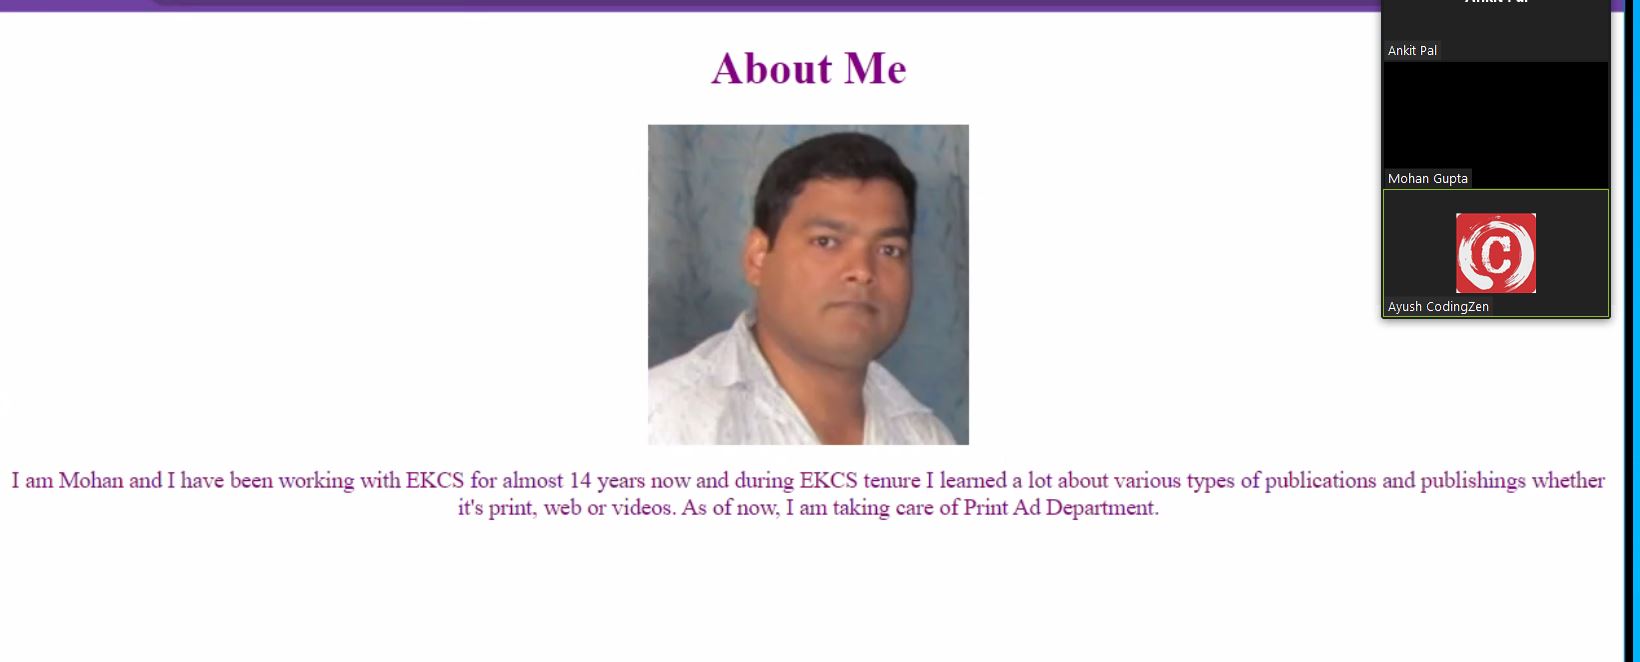 About Me
I am Mohan and I have been working with EKCS for almost 14 years now and during EKCS tenure I learned a lot about various types of publications and publishings whether
it's print, web or videos. As of now, I am taking care of Print Ad Department.
Ankit Pal
Ankit Pal
Mohan Gupta
C
Ayush CodingZen